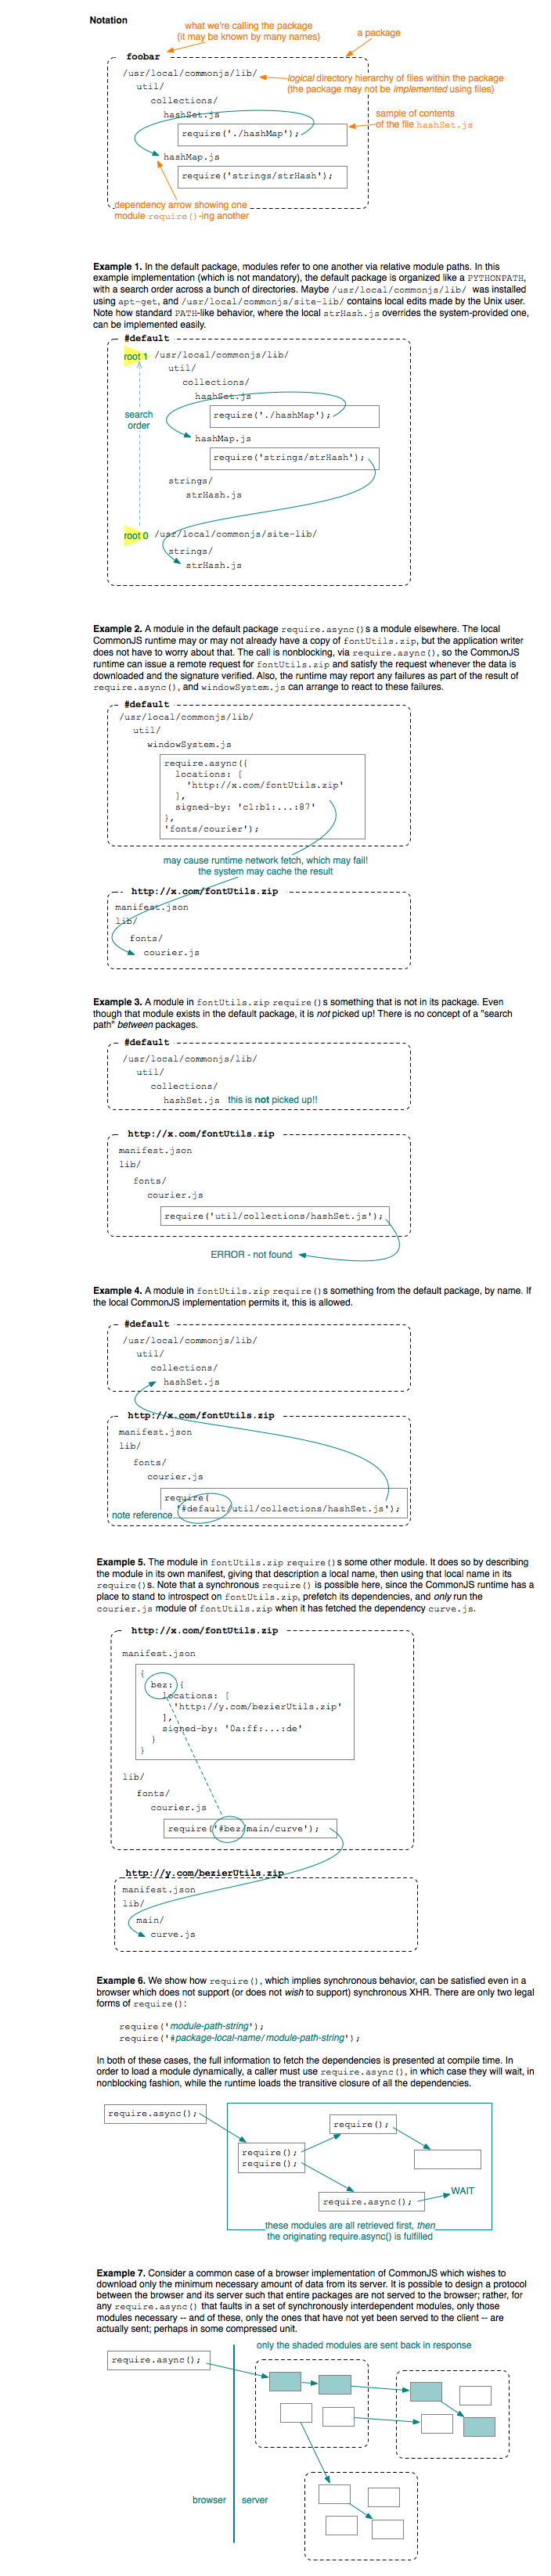 Notation
what we're calling the package
(it may be known by many names)
a package
foobar
/usr/local/commonjs/lib/
logical directory hierarchy of files within the package
(the package may not be implemented using files)
util/
collections/
hashSet.js
sample of contents
of the file hashSet.js
require('./hashMap');
hashMap.js
require('strings/strHash');
dependency arrow showing one
module require()-ing another
Example 1. In the default package, modules refer to one another via relative module paths. In this
example implementation (which is not mandatory), the default package is organized like a PYTHONPATH,
with a search order across a bunch of directories. Maybe /usr/local/commonjs/lib/ was installed
using apt-get, and /usr/local/commonjs/site-lib/ contains local edits made by the Unix user.
Note how standard PATH-like behavior, where the local strHash.js overrides the system-provided one,
can be implemented easily.
#default
root 1 /usr/local/commonjs/lib/
util/
collections/
hashSet.js
search
order
require('./hashMap');
hashMap.js
require('strings/strHash');
strings/
strHash.js
root 0 /usr/local/commonjs/site-lib/
strings/
strHash.js
Example 2. A module in the default package require.async()s a module elsewhere. The local
CommonJS runtime may or may not already have a copy of fontUtils.zip, but the application writer
does not have to worry about that. The call is nonblocking, via require.async(), so the CommonJS
runtime can issue a remote request for fontUtils.zip and satisfy the request whenever the data is
downloaded and the signature verified. Also, the runtime may report any failures as part of the result of
require.async(), and windowSystem.js can arrange to react to these failures.
#default
/usr/local/commonjs/lib/
util/
windowSystem.js
require.async({
locations: [
'http://x.com/fontUtils.zip'
],
signed-by: 'c1:b1:...:87'
},
'fonts/courier');
may cause runtime network fetch, which may fail!
the system may cache the result
http://x.com/fontUtils.zip
manifest.json
lib/
fonts/
courier.js
Example 3. A module in fontUtils.zip require()s something that is not in its package. Even
though that module exists in the default package, it is not picked up! There is no concept of a "search
path" between packages.
#default
/usr/local/commonjs/lib/
util/
collections/
hashSet.js this is not picked up!!
http://x.com/fontUtils.zip
manifest.json
lib/
fonts/
courier.js
require('util/collections/hashSet.js');
ERROR - not found
Example 4. A module in fontUtils.zip require()s something from the default package, by name. If
the local CommonJS implementation permits it, this is allowed.
#default
/usr/local/commonjs/lib/
util/
collections/
hashSet.js
http://x.com/fontUtils.zip
manifest.json
lib/
fonts/
courier.js
require(
'#default/util/collections/hashSet.js');
note reference
Example 5. The module in fontUtils.zip require()s some other module. It does so by describing
the module in its own manifest, giving that description a local name, then using that local name in its
require()s. Note that a synchronous require() is possible here, since the CommonJS runtime has a
place to stand to introspect on fontUtils.zip, prefetch its dependencies, and only run the
courier.js module of fontUtils.zip when it has fetched the dependency curve.js.
http://x.com/fontUtils.zip
manifest.json
{
bez: {
locations: [
'http://y.com/bezierUtils.zip'
],
signed-by: '0a:ff:...:de'
}
}
lib/
fonts/
courier.js
require('#bez/main/curve');
http://y.com/bezierUtils.zip
manifest.json
lib/
main/
curve.js
Example 6. We show how require(), which implies synchronous behavior, can be satisfied even in a
browser which does not support (or does not wish to support) synchronous XHR. There are only two legal
forms of require():
require('module-path-string');
require('#package-local-name/module-path-string');
In both of these cases, the full information to fetch the dependencies is presented at compile time. In
order to load a module dynamically, a caller must use require.async(), in which case they will wait, in
nonblocking fashion, while the runtime loads the transitive closure of all the dependencies.
require.async();
require();
require();
require();
require.async();
WAIT
these modules are all retrieved first, then
the originating require.async() is fulfilled
Example 7. Consider a common case of a browser implementation of CommonJS which wishes to
download only the minimum necessary amount of data from its server. It is possible to design a protocol
between the browser and its server such that entire packages are not served to the browser; rather, for
any require.async() that faults in a set of synchronously interdependent modules, only those
modules necessary -- and of these, only the ones that have not yet been served to the client -- are
actually sent; perhaps in some compressed unit.
only the shaded modules are sent back in response
require.async();
browser
server